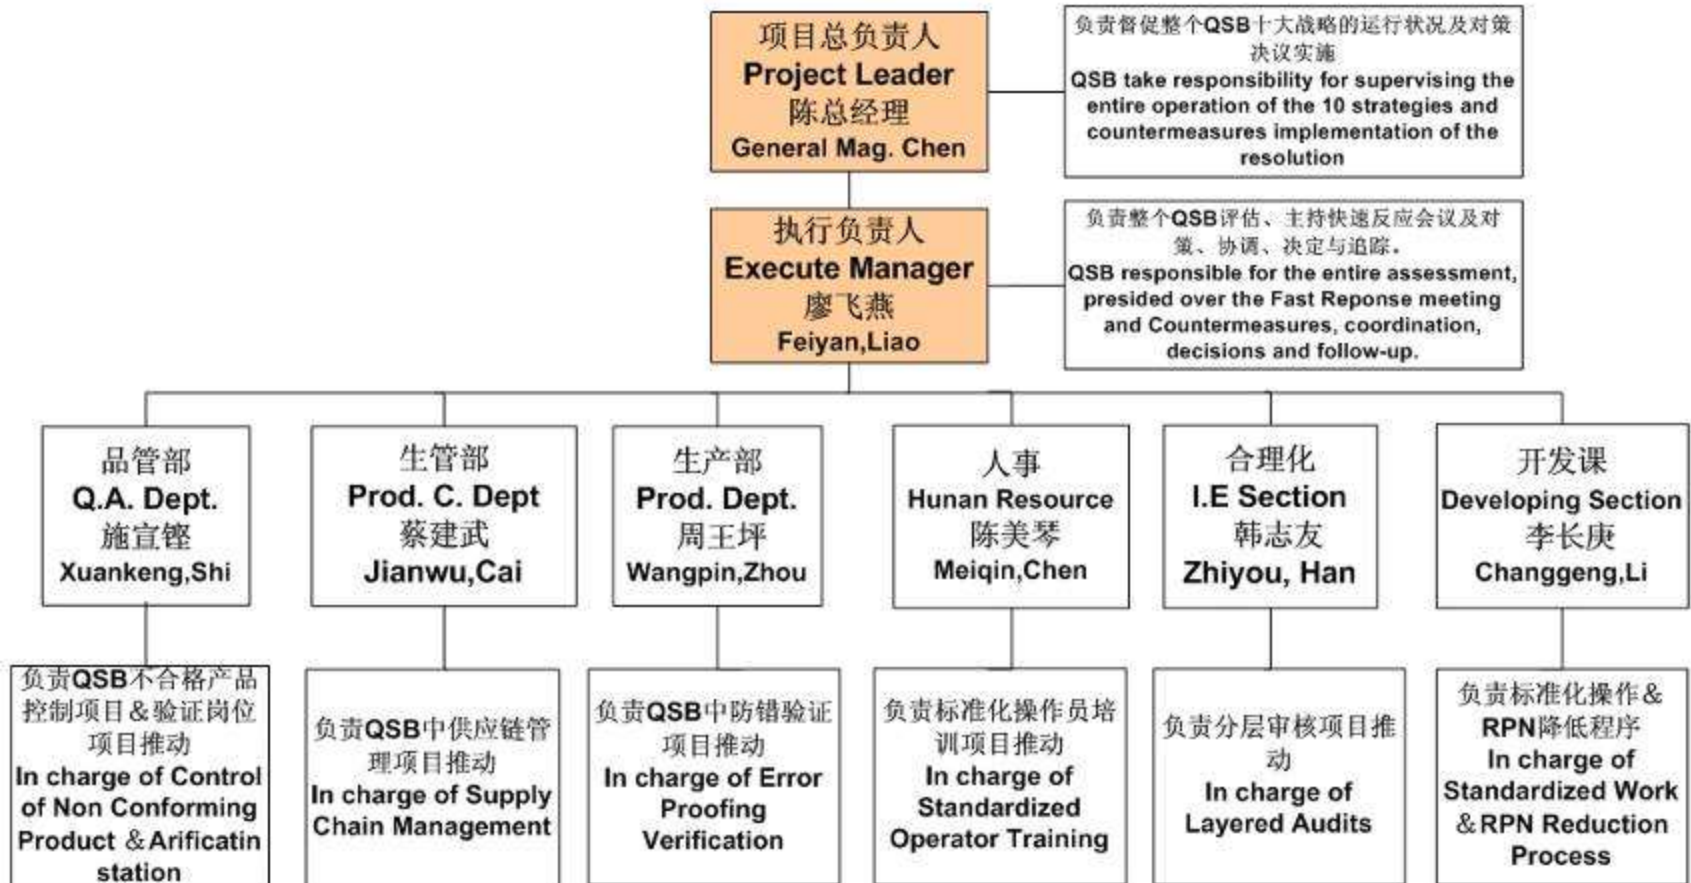 项目总负责人
Project Leader
陈总经理
General Mag. Chen
负责督促整个QSB十大战略的运行状况及对策
决议实施
QSB take responsibility for supervising the
entire operation of the 10 strategies and
countermeasures implementation of the
resolution
执行负责人
Execute Manager
廖飞燕
Feiyan,Liao
负责整个QSB评估、主持快速反应会议及对
策、协调、决定与追踪。
QSB responsible for the entire assessment,
presided over the Fast Reponse meeting
and Countermeasures, coordination,
decisions and follow-up.
品管部
Q.A. Dept.
施宣铿
Xuankeng,Shi
生管部
Prod. C. Dept
蔡建武
Jianwu,Cai
生产部
Prod. Dept.
周王坪
Wangpin,Zhou
人事
Hunan Resource
陈美琴
Meiqin,Chen
合理化
I.E Section
韩志友
Zhiyou, Han
开发课
Developing Section
李长庚
Changgeng,Li
负责QSB不合格产品
控制项目&验证岗位
项目推动
In charge of Control
of Non Conforming
Product &Arificatin
station
负责QSB中供应链管
理项目推动
In charge of Supply
Chain Management
负责QSB中防错验证
项目推动
In charge of Error
Proofing
Verification
负责标准化操作员培
训项目推动
In charge of
Standardized
Operator Training
负责分层审核项目推
动
In charge of
Layered Audits
负责标准化操作&
RPN降低程序
In charge of
Standardized Work
&RPN Reduction
Process